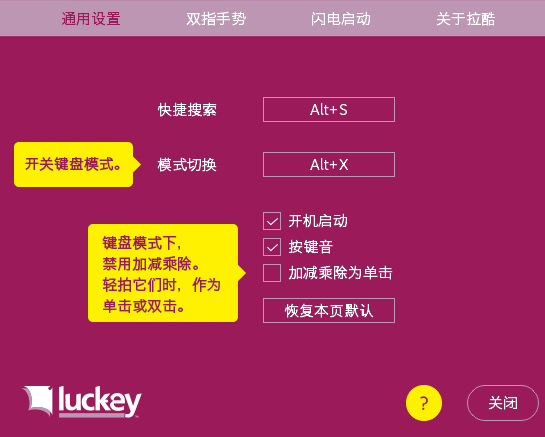 通用设置 双指手势 闪电启动 关于拉酷
快捷搜索 Alt+S
开关键盘模式。 模式切换 Alt+X
开机启动
键盘模式下，
禁用加减乘除。
轻拍它们时，作为
单击或双击。
按键音
加减乘除为单击
恢复本页默认
luckey
? 关闭